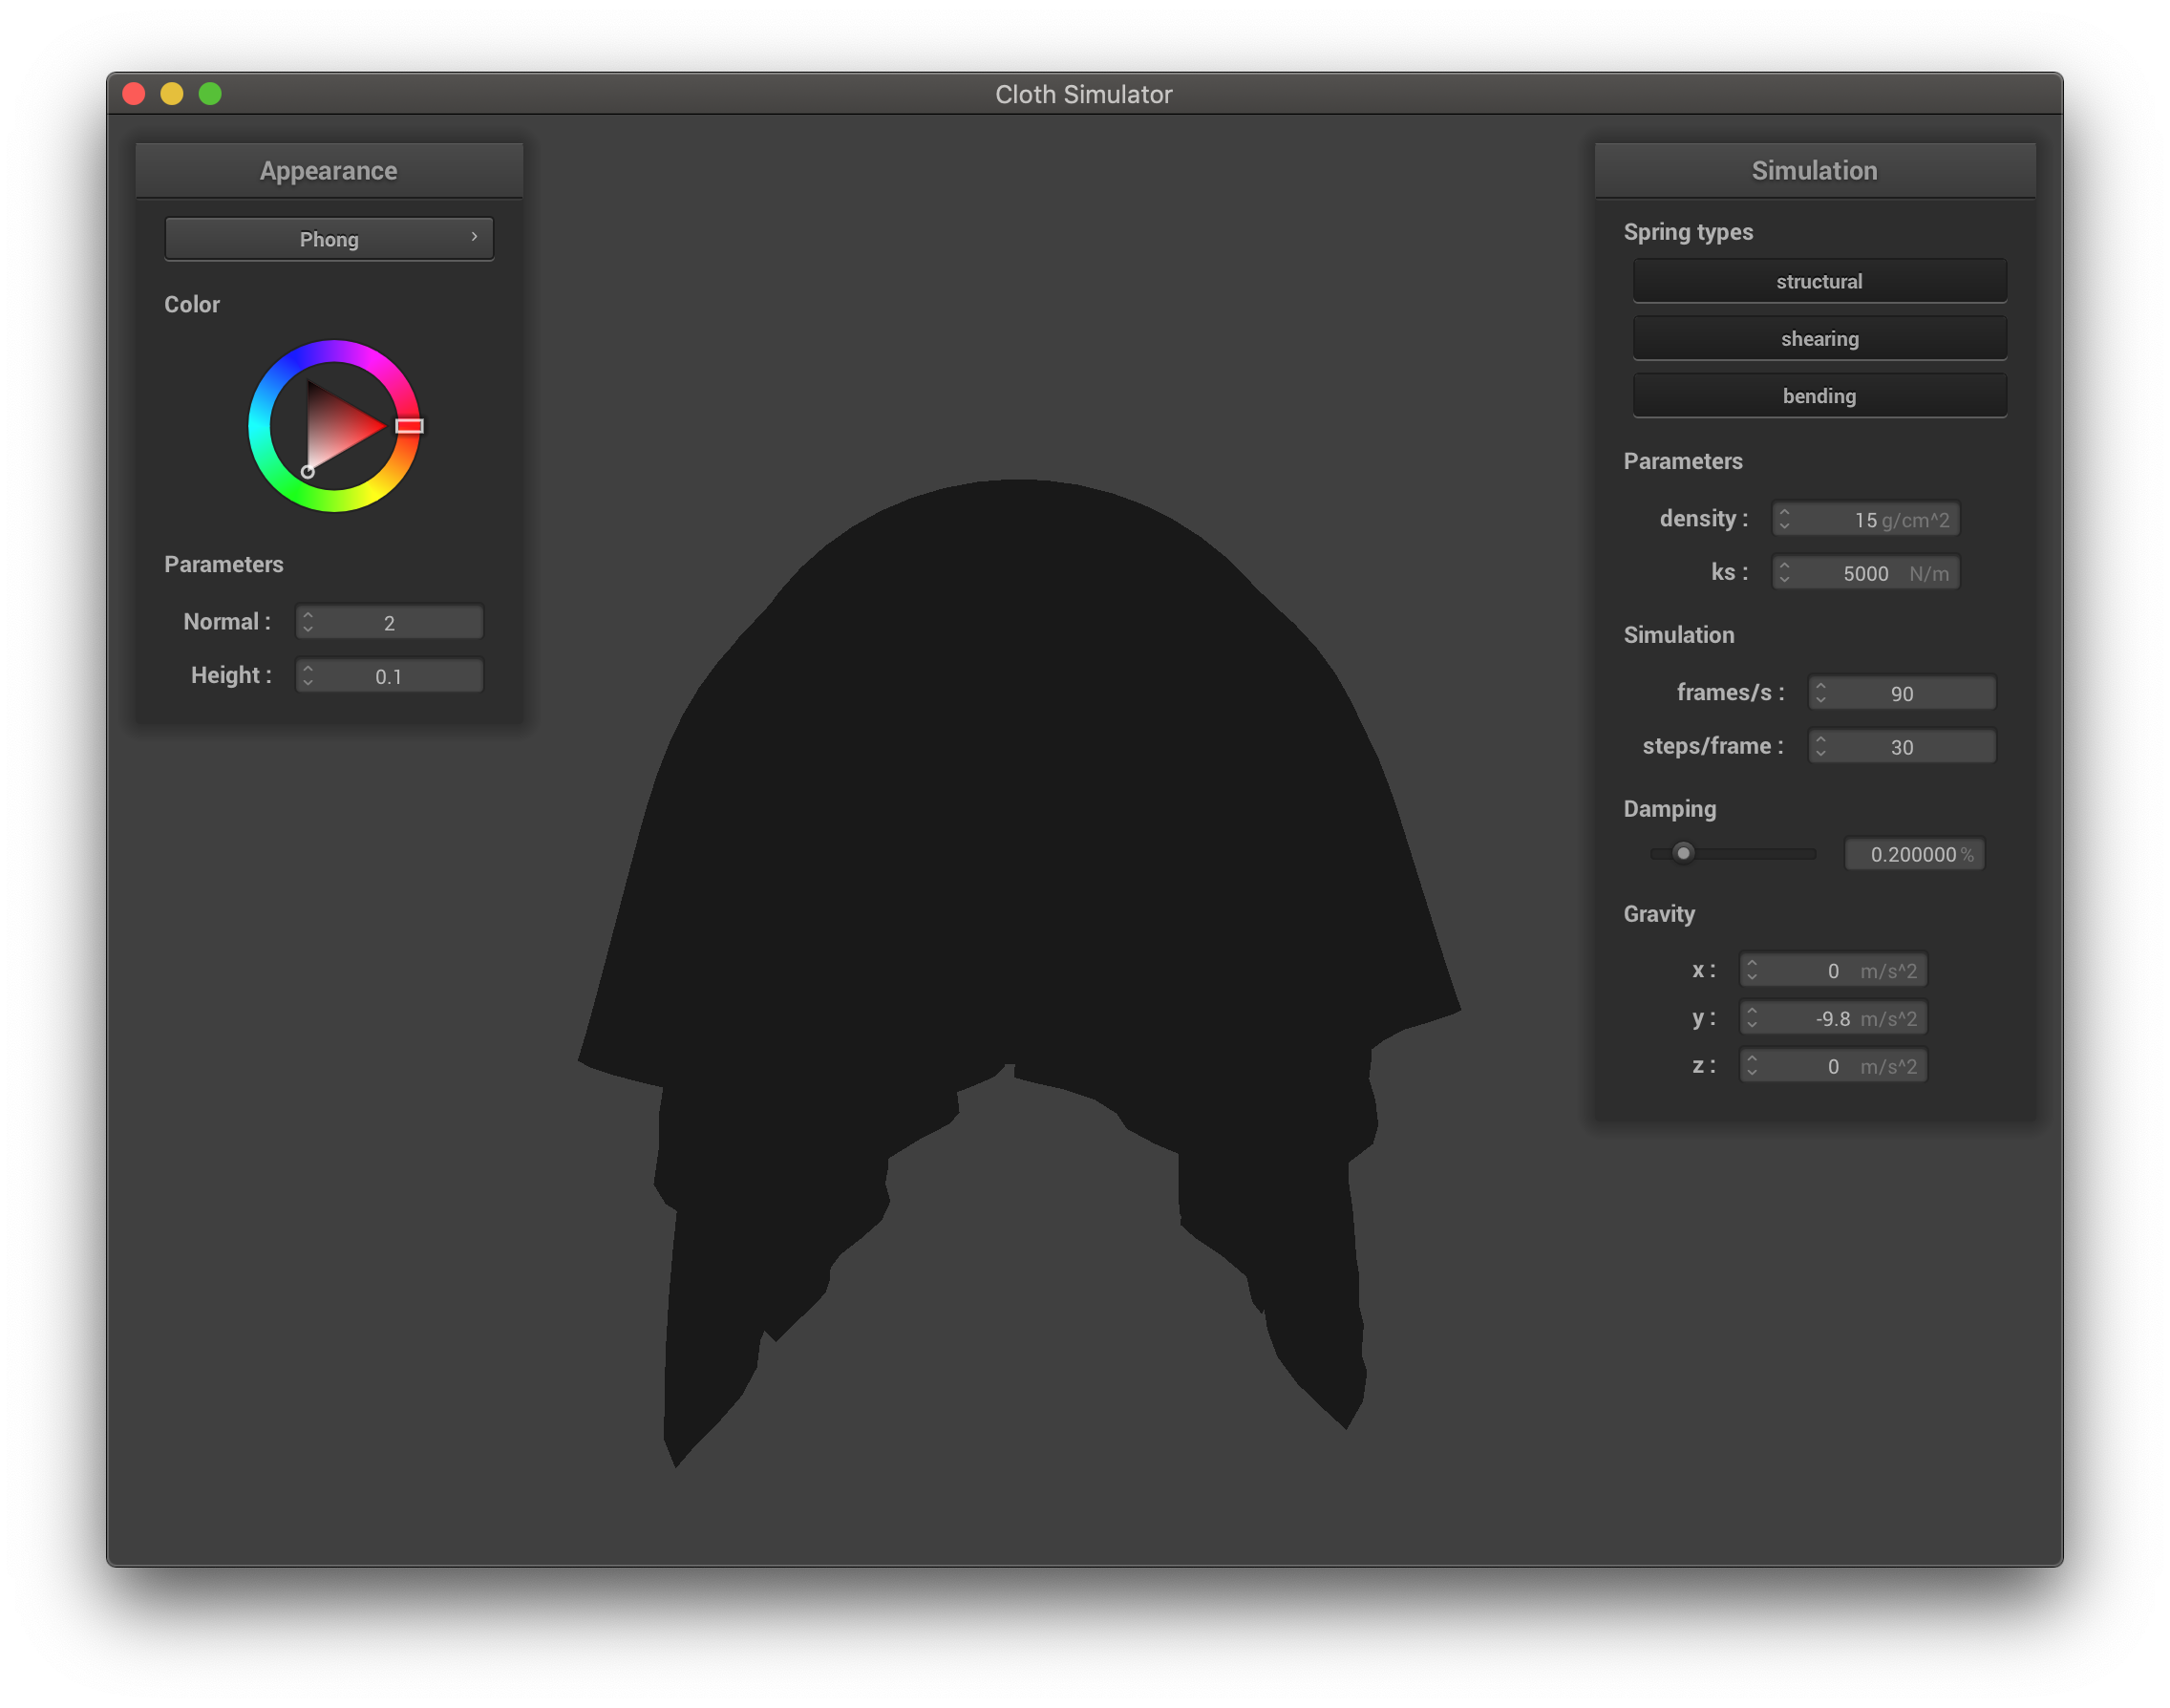 Cloth Simulator
Appearance
Phong
Color
Parameters
Normal : 2
Height : 0.1
Simulation
Spring types
structural
shearing
bending
Parameters
density : 15 g/cm^2
ks : 5000 N/m
Simulation
frames/s : 90
steps/frame : 30
Damping
0.200000 %
Gravity
x : 0 m/s^2
y : -9.8 m/s^2
z : 0 m/s^2